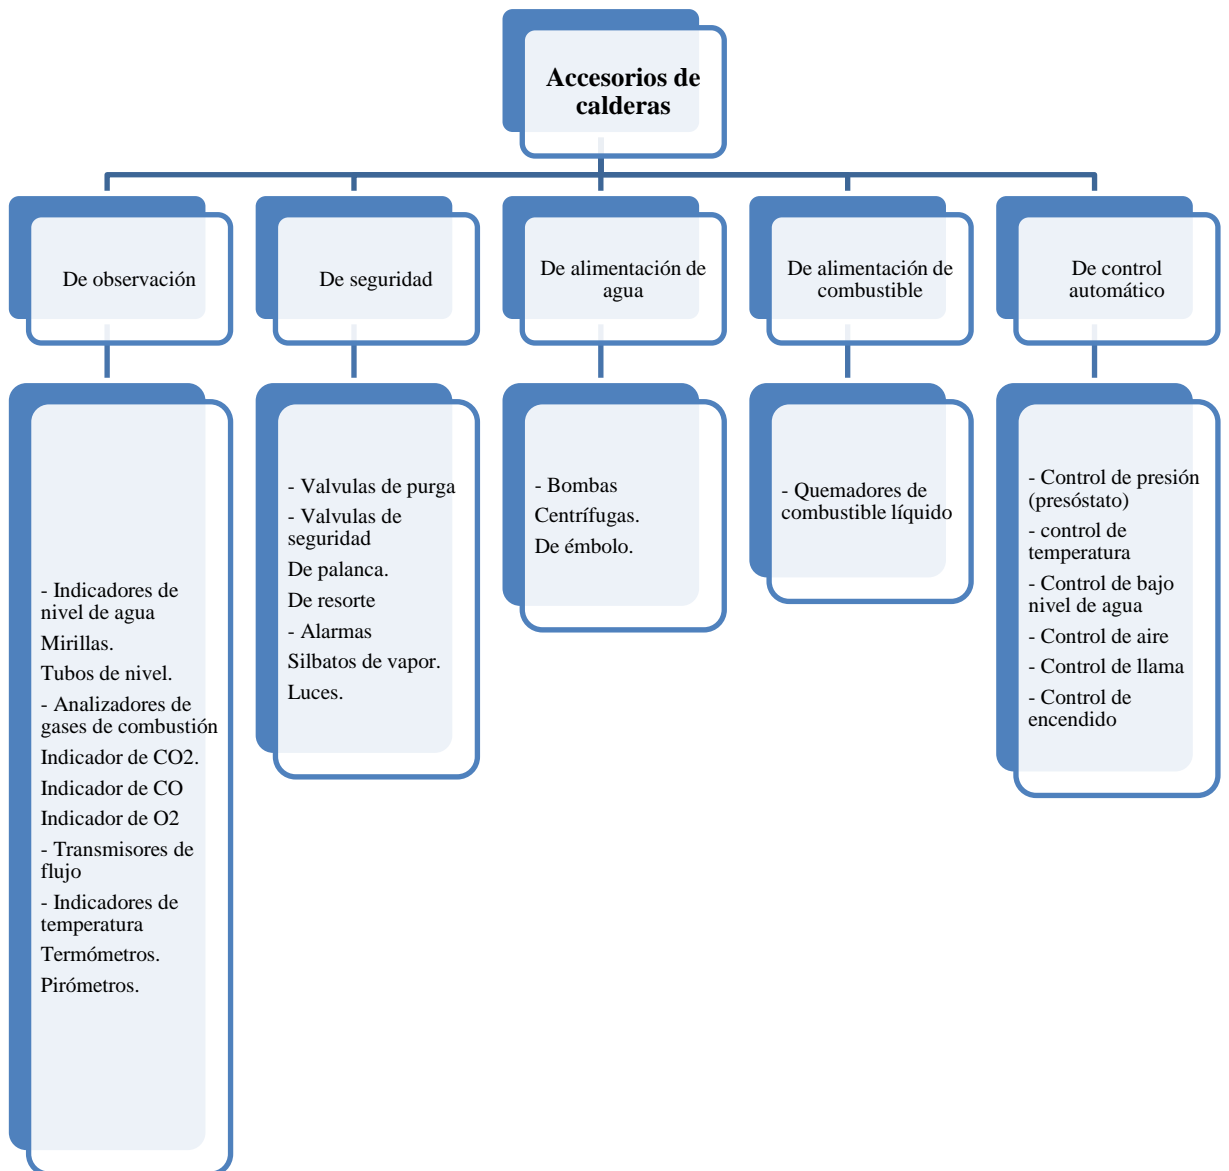 Accesorios de
calderas
De observación
De seguridad
De alimentación de
agua
De alimentación de
combustible
De control
automático
- Indicadores de
nivel de agua
Mirillas.
Tubos de nivel.
- Analizadores de
gases de combustión
Indicador de CO2.
Indicador de CO
Indicador de O2
- Transmisores de
flujo
- Indicadores de
temperatura
Termómetros.
Pirómetros.
- Valvulas de purga
- Valvulas de
seguridad
De palanca.
De resorte
- Alarmas
Silbatos de vapor.
Luces.
- Bombas
Centrífugas.
De émbolo.
- Quemadores de
combustible líquido
- Control de presión
(presóstato)
- control de
temperatura
- Control de bajo
nivel de agua
- Control de aire
- Control de llama
- Control de
encendido